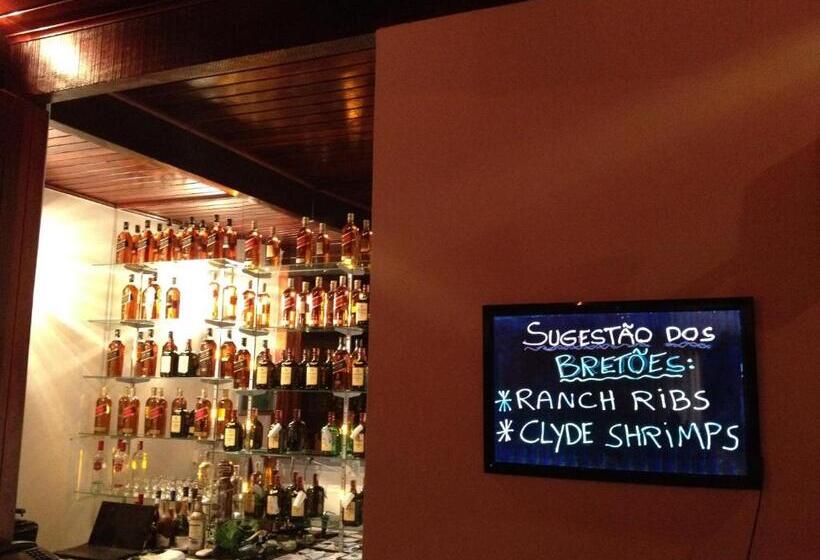 SUGESTÃO DOS
BRETÕES:
* RANCH RIBS
* CLYDE SHRIMPS